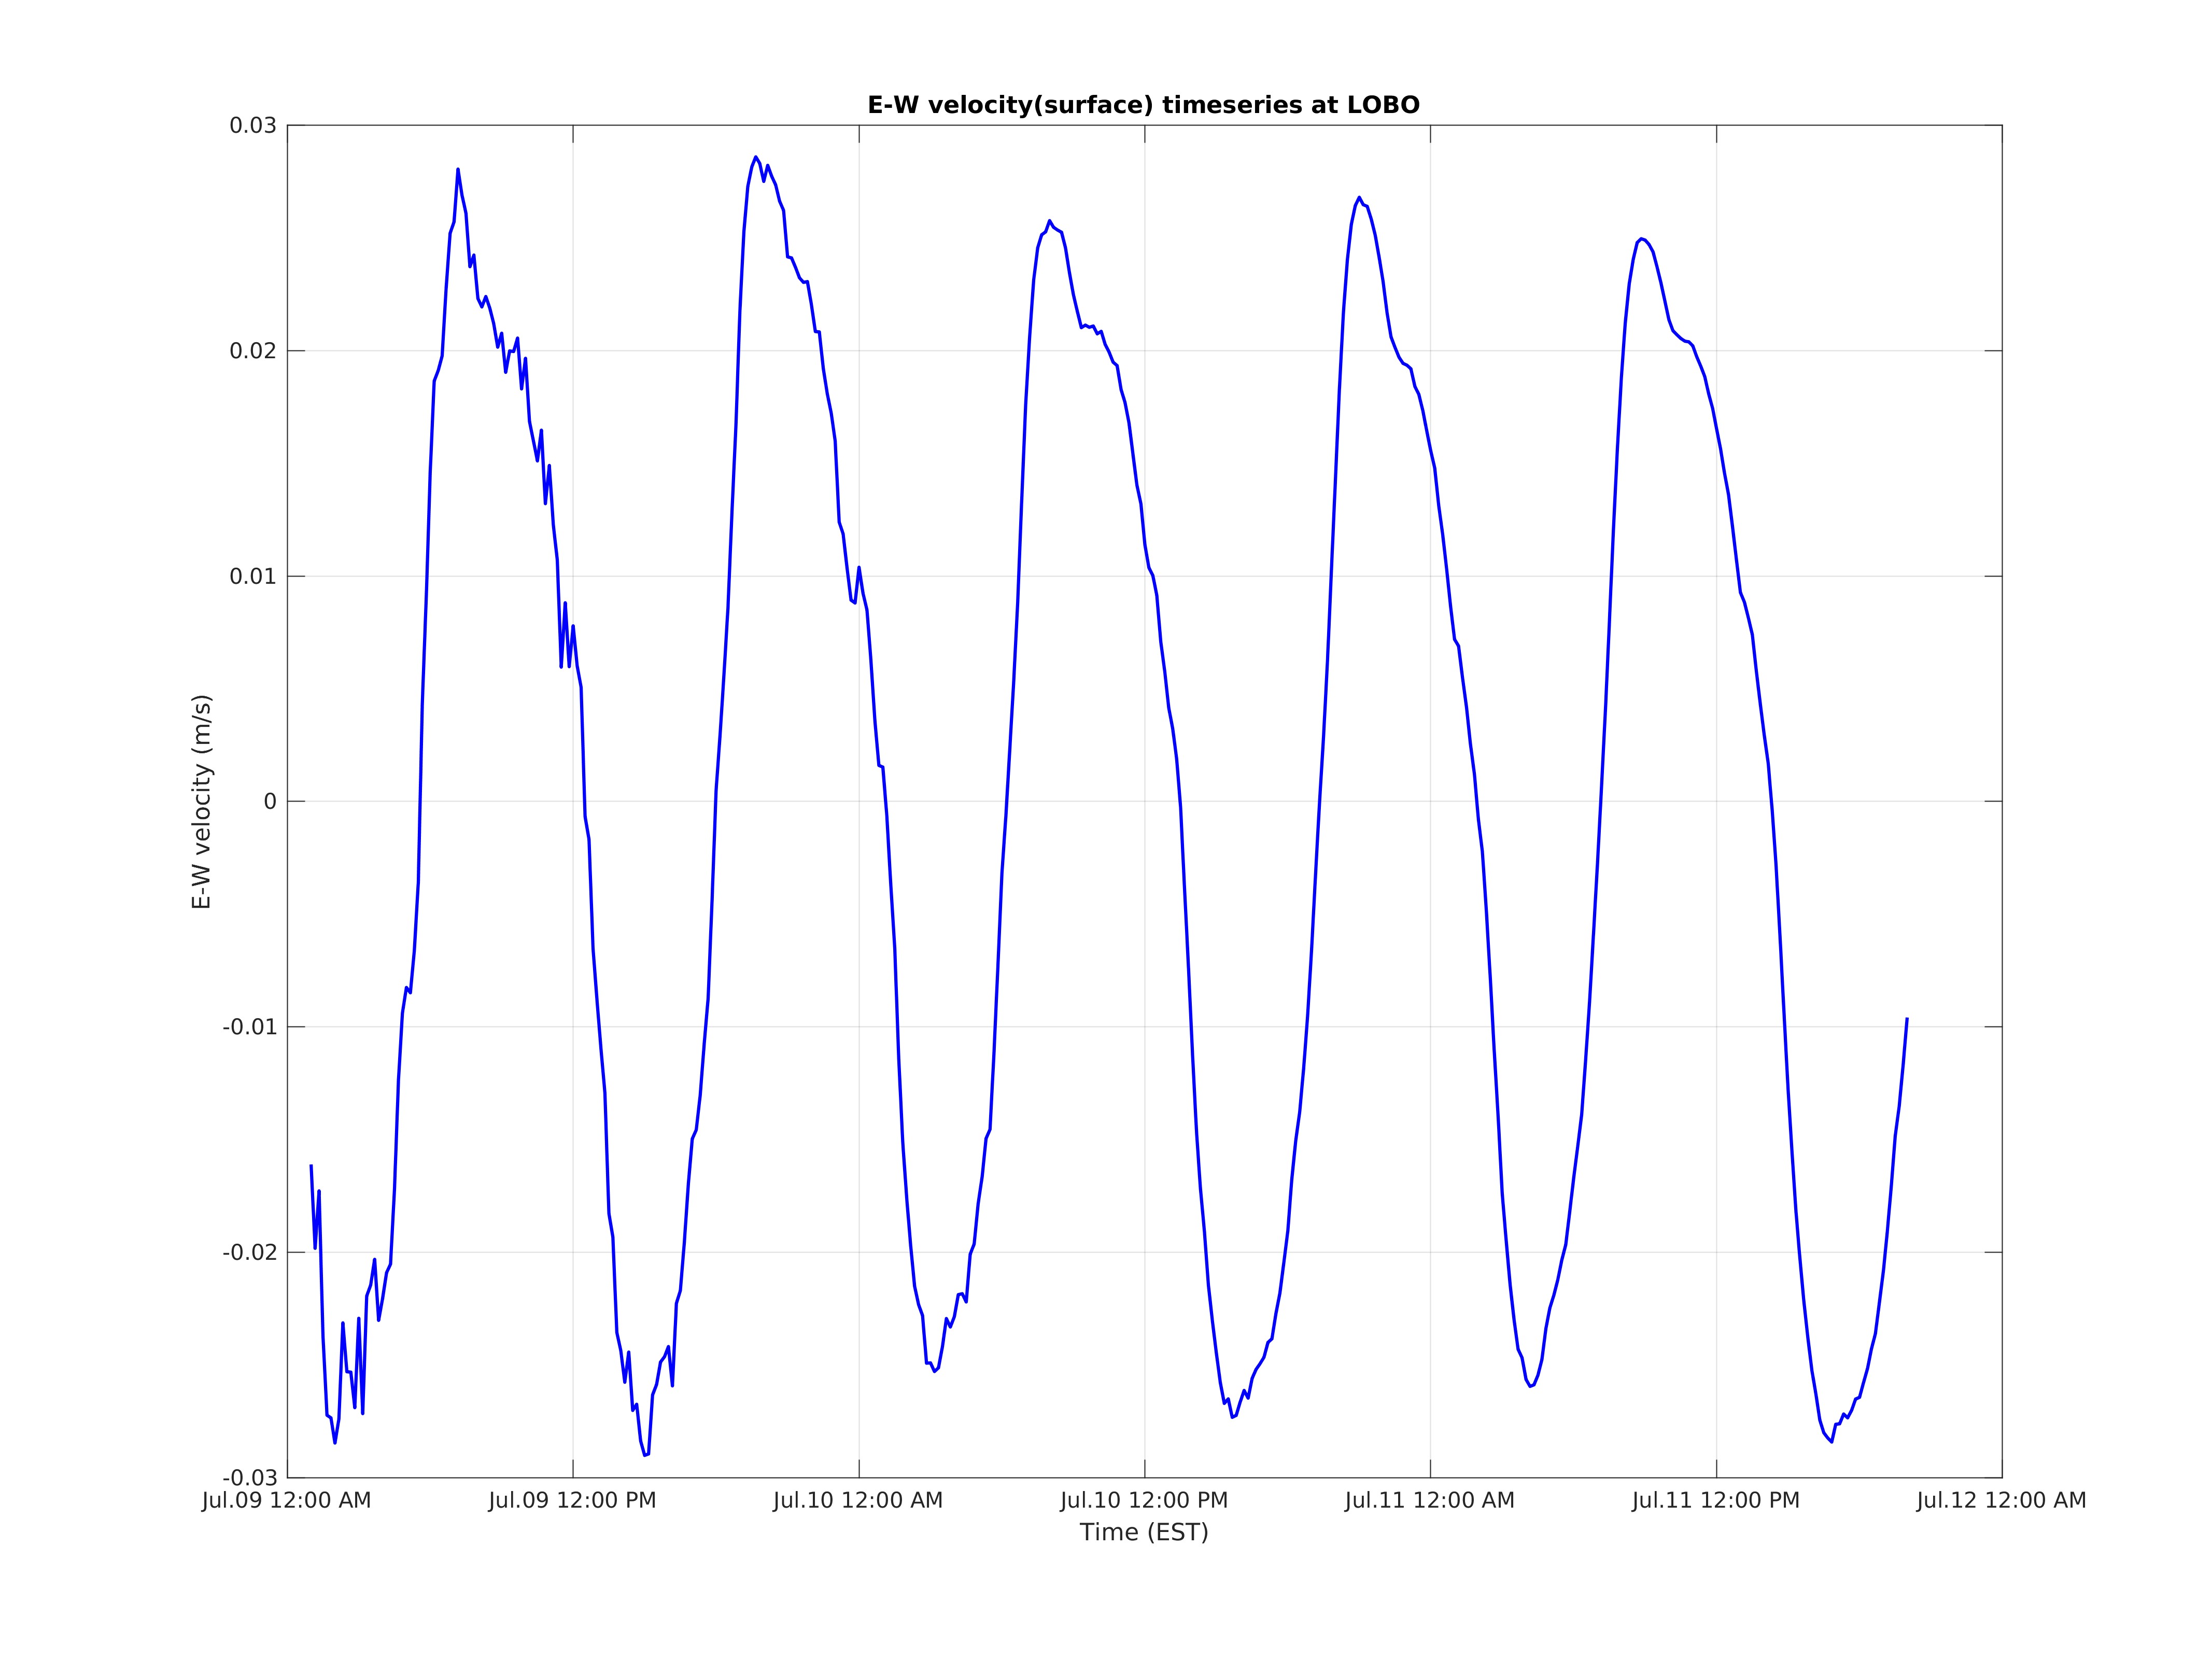 E-W velocity(surface) timeseries at LOBO
0.03
0.02
0.01
0
-0.01
-0.02
-0.03
E-W velocity (m/s)
Jul.09 12:00 AM
Jul.09 12:00 PM
Jul.10 12:00 AM
Jul.10 12:00 PM
Jul.11 12:00 AM
Jul.11 12:00 PM
Jul.12 12:00 AM
Time (EST)